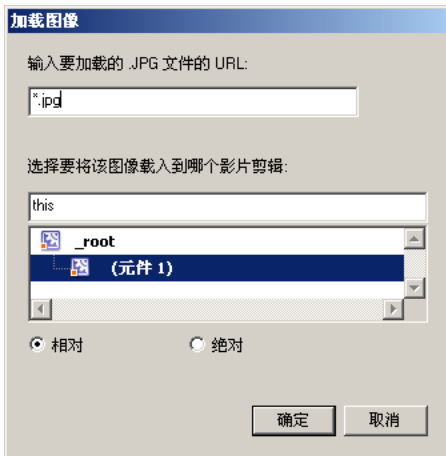 加载图像
输入要加载的 .JPG 文件的 URL:
*.jpg
选择要将该图像载入到哪个影片剪辑:
this
_root
(元件 1)
相对 绝对
确定 取消